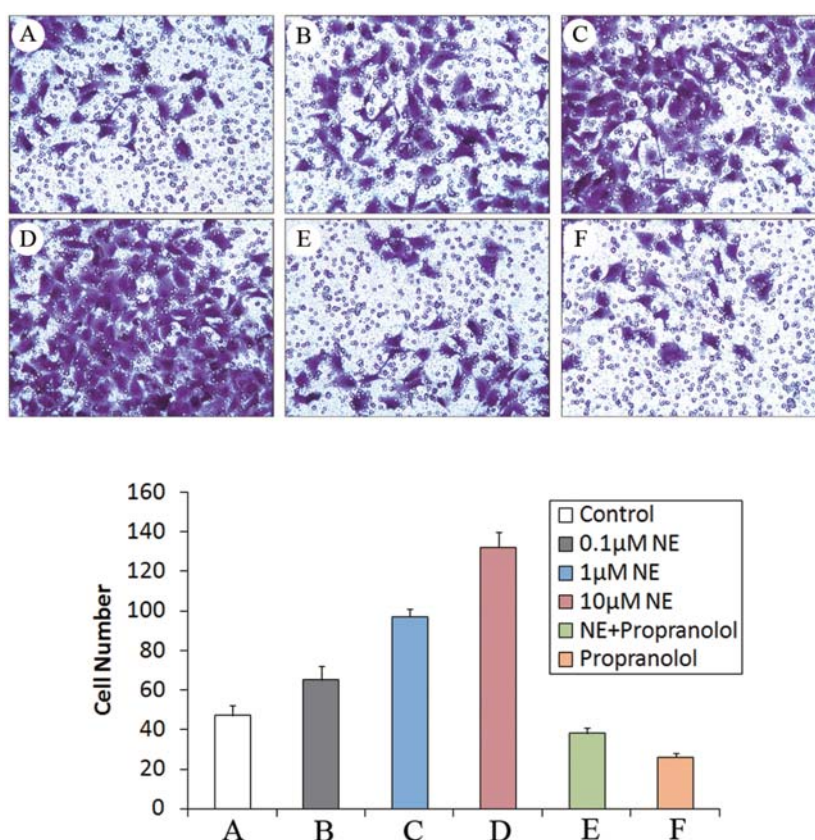 A
B
C
D
E
F
160
140
120
100
80
60
40
20
0
Cell Number
Control
0.1µM NE
1µM NE
10µM NE
NE+Propranolol
Propranolol
A B C D E F